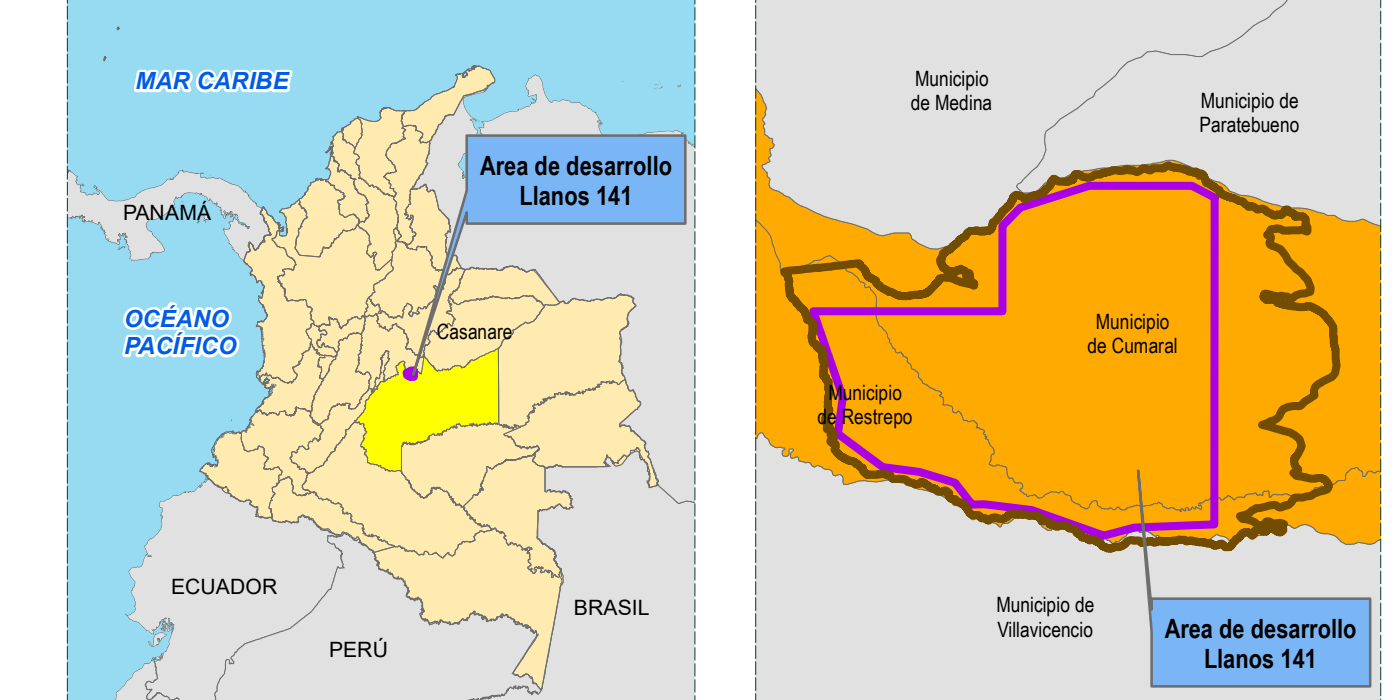 MAR CARIBE
Area de desarrollo
Llanos 141
PANAMÁ
OCÉANO
PACÍFICO
Casanare
ECUADOR
PERÚ
BRASIL
Municipio
de Medina
Municipio de
Paratebueno
Municipio
de Cumaral
Municipio
de Restrepo
Municipio de
Villavicencio
Area de desarrollo
Llanos 141